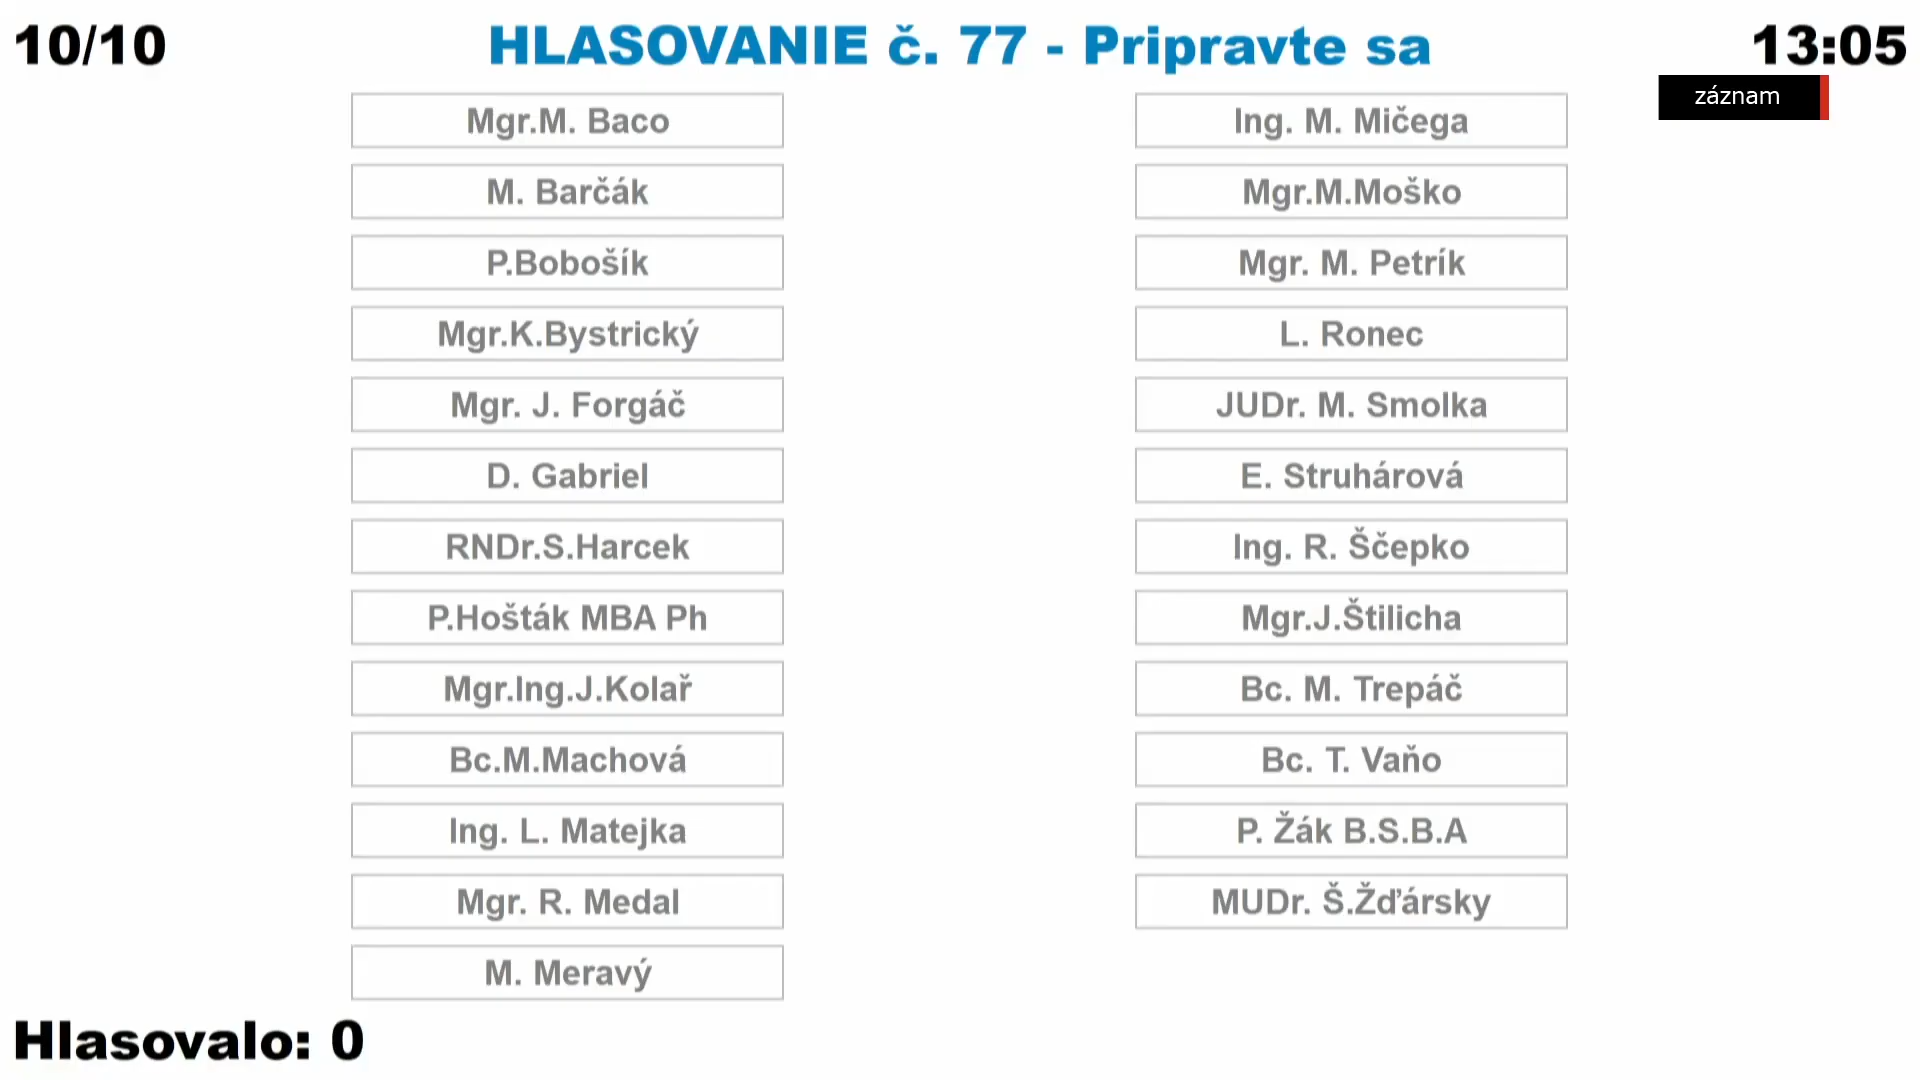 10/10
HLASOVANIE č. 77 - Pripravte sa
13:05
záznam
Mgr.M. Baco
M. Barčák
P.Bobošík
Mgr.K.Bystrický
Mgr. J. Forgáč
D. Gabriel
RNDr.S.Harcek
P.Hošták MBA Ph
Mgr.Ing.J.Kolař
Bc.M.Machová
Ing. L. Matejka
Mgr. R. Medal
M. Meravý
Ing. M. Mičega
Mgr.M.Moško
Mgr. M. Petrík
L. Ronec
JUDr. M. Smolka
E. Struhárová
Ing. R. Ščepko
Mgr.J.Štilicha
Bc. M. Trepáč
Bc. T. Vaňo
P. Žák B.S.B.A
MUDr. Š.Žďársky
Hlasovalo: 0